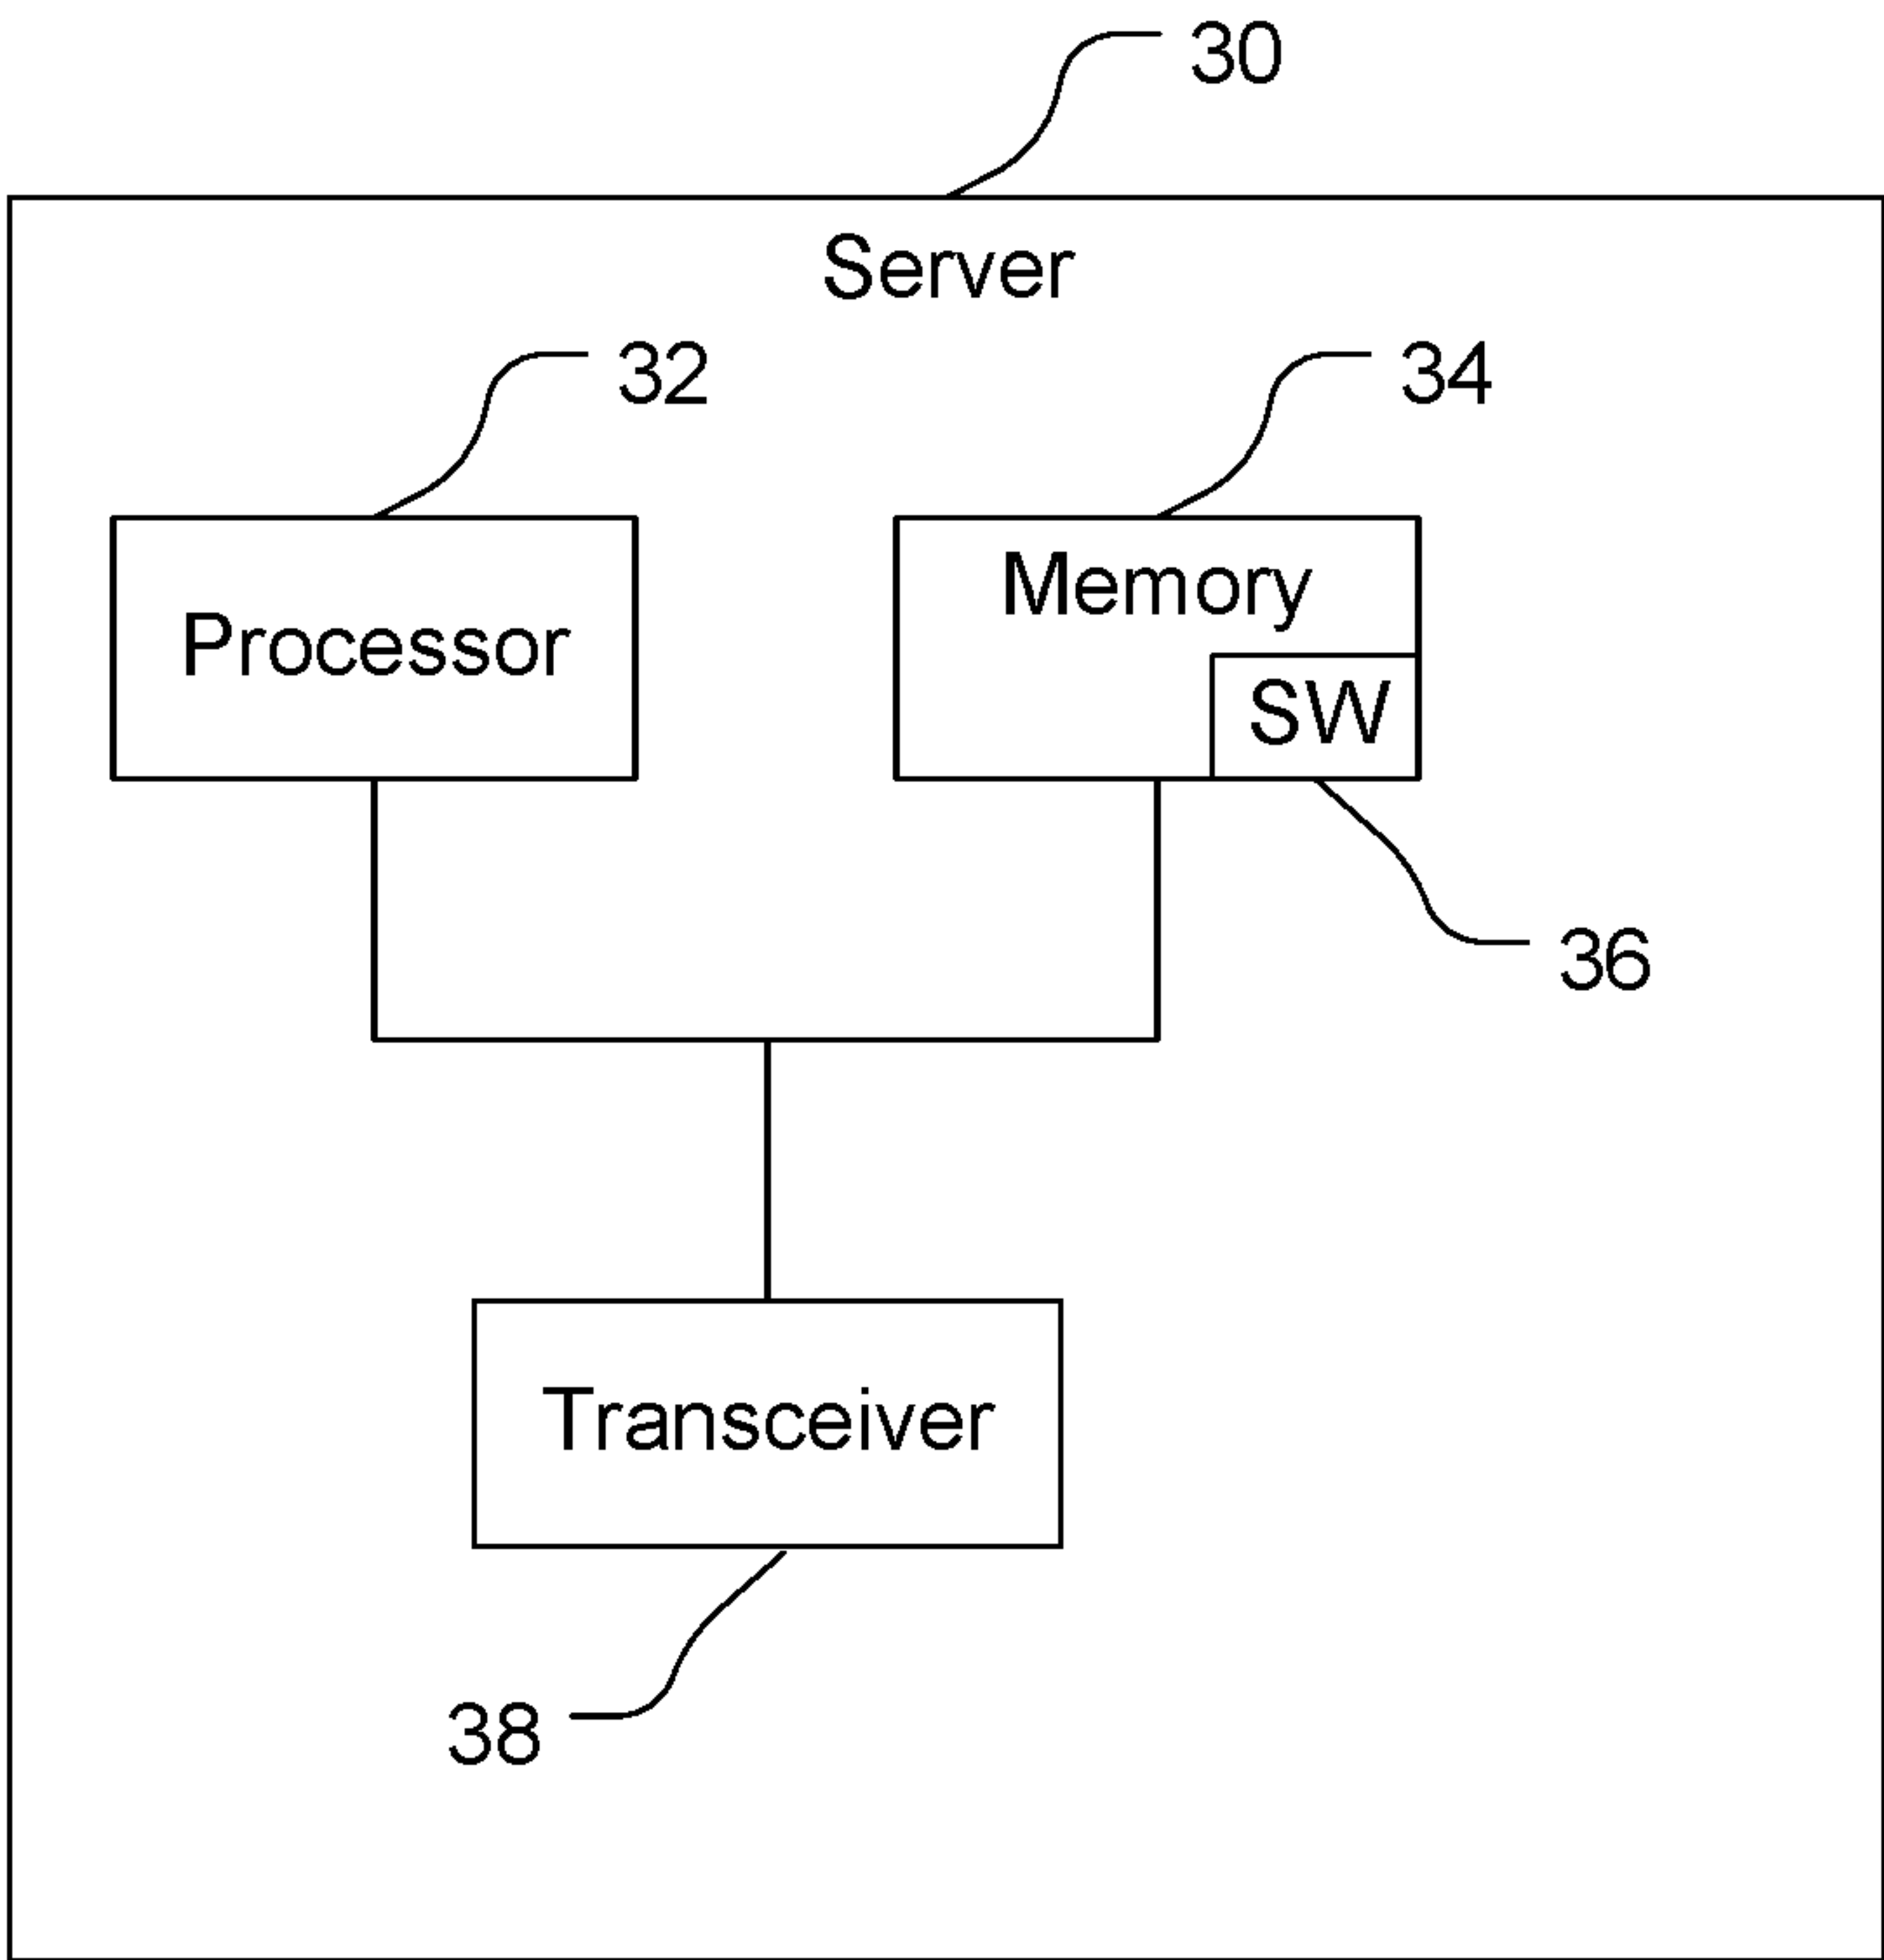 30
Server
32
34
Processor
Memory
SW
36
Transceiver
38